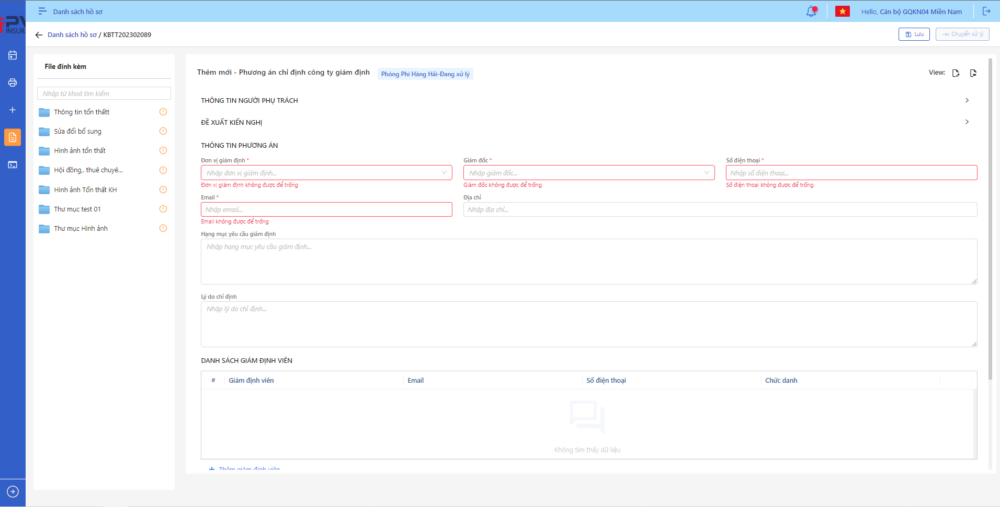 Danh sách hồ sơ
Hello, Cán bộ GQKN04 Miền Nam
PV
INSURA
Danh sách hồ sơ / KBTT202302089
Lưu
Chuyển xử lý
File đính kèm
Nhập từ khoá tìm kiếm
Thông tin tổn thấtt
Sửa đổi bổ sung
Hình ảnh tổn thất
Hội đồng,. thuê chuyê...
Hình ảnh Tổn thất KH
Thư mục test 01
Thư mục Hình ảnh
Thêm mới - Phương án chỉ định công ty giám định
Phòng Phi Hàng Hải-Đang xử lý
View:
THÔNG TIN NGƯỜI PHỤ TRÁCH
ĐỀ XUẤT KIẾN NGHỊ
THÔNG TIN PHƯƠNG ÁN
Đơn vị giám định *
Giám đốc *
Số điện thoại *
Nhập đơn vị giám định...
Nhập giám đốc...
Nhập số điện thoại...
Đơn vị giám định không được để trống
Giám đốc không được để trống
Số điện thoại không được để trống
Email *
Địa chỉ
Nhập email...
Nhập địa chỉ...
Email không được để trống
Hạng mục yêu cầu giám định
Nhập hạng mục yêu cầu giám định...
Lý do chỉ định
Nhập lý do chỉ định...
DANH SÁCH GIÁM ĐỊNH VIÊN
# Giám định viên Email Số điện thoại Chức danh
Không tìm thấy dữ liệu
+ Thêm giám định viên